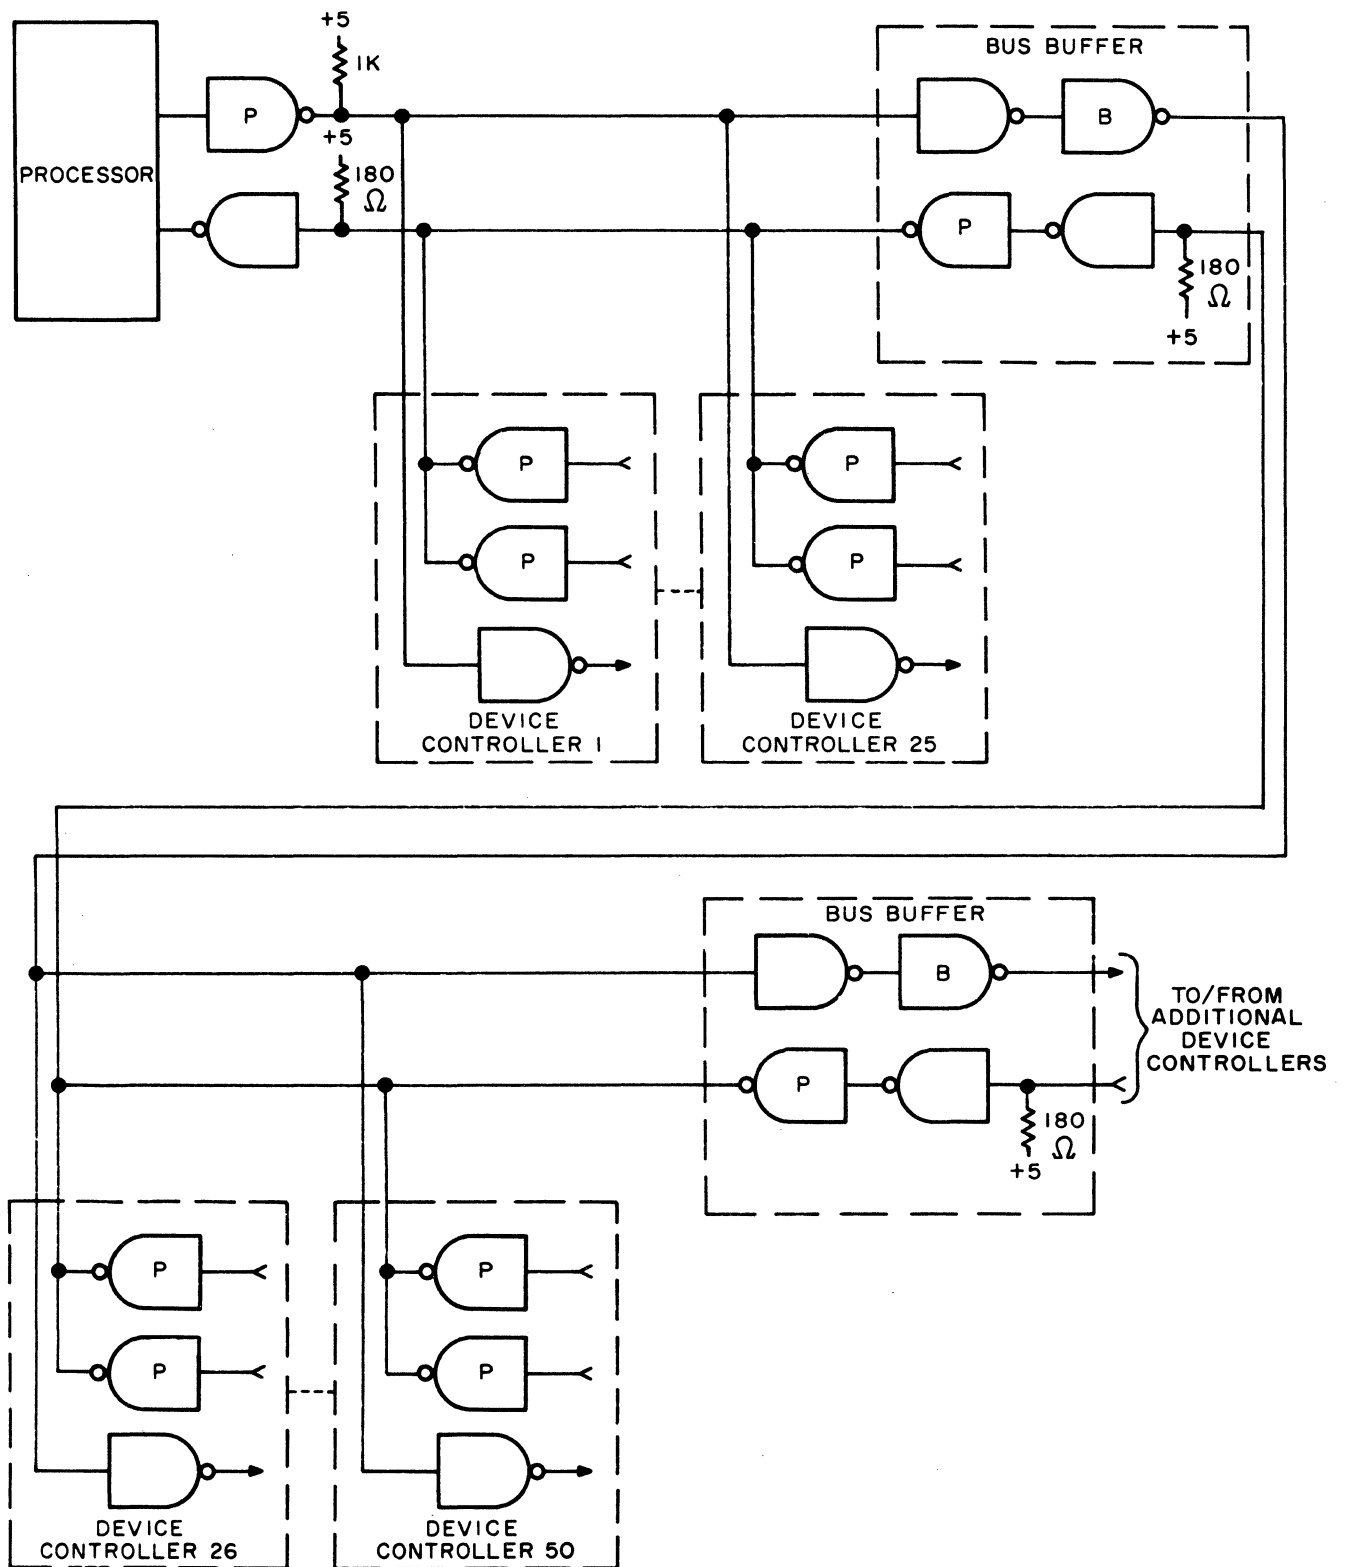 +5
1K
P
+5
180
Ω
PROCESSOR
BUS BUFFER
B
P
180
Ω
+5
P
P
DEVICE
CONTROLLER 1
P
P
DEVICE
CONTROLLER 25
BUS BUFFER
B
P
180
Ω
+5
TO/FROM
ADDITIONAL
DEVICE
CONTROLLERS
P
P
DEVICE
CONTROLLER 26
P
P
DEVICE
CONTROLLER 50